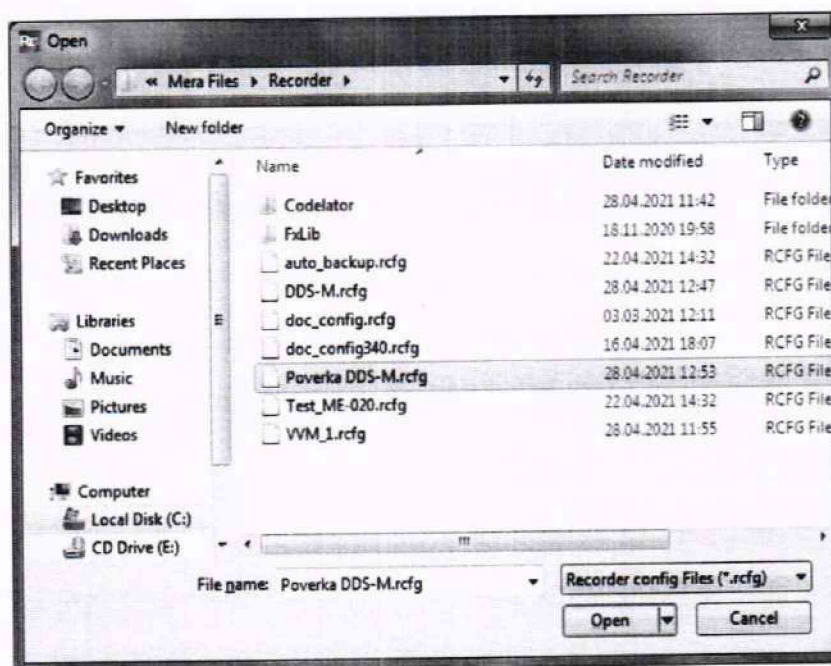 Open
« Mera Files ▸ Recorder ▸ Search Recorder
Organize ▾ New folder
Name Date modified Type
Favorites
Desktop
Downloads
Recent Places
Libraries
Documents
Music
Pictures
Videos
Computer
Local Disk (C:)
CD Drive (E:)
Codelator 28.04.2021 11:42 File folder
FxLib 18.11.2020 19:58 File folder
auto_backup.rcfg 22.04.2021 14:32 RCFG File
DDS-M.rcfg 28.04.2021 12:47 RCFG File
doc_config.rcfg 03.03.2021 12:11 RCFG File
doc_config340.rcfg 16.04.2021 18:07 RCFG File
Poverka DDS-M.rcfg 28.04.2021 12:53 RCFG File
Test_ME-020.rcfg 22.04.2021 14:32 RCFG File
VVM_1.rcfg 28.04.2021 11:55 RCFG File
File name: Poverka DDS-M.rcfg Recorder config Files (*.rcfg)
Open Cancel